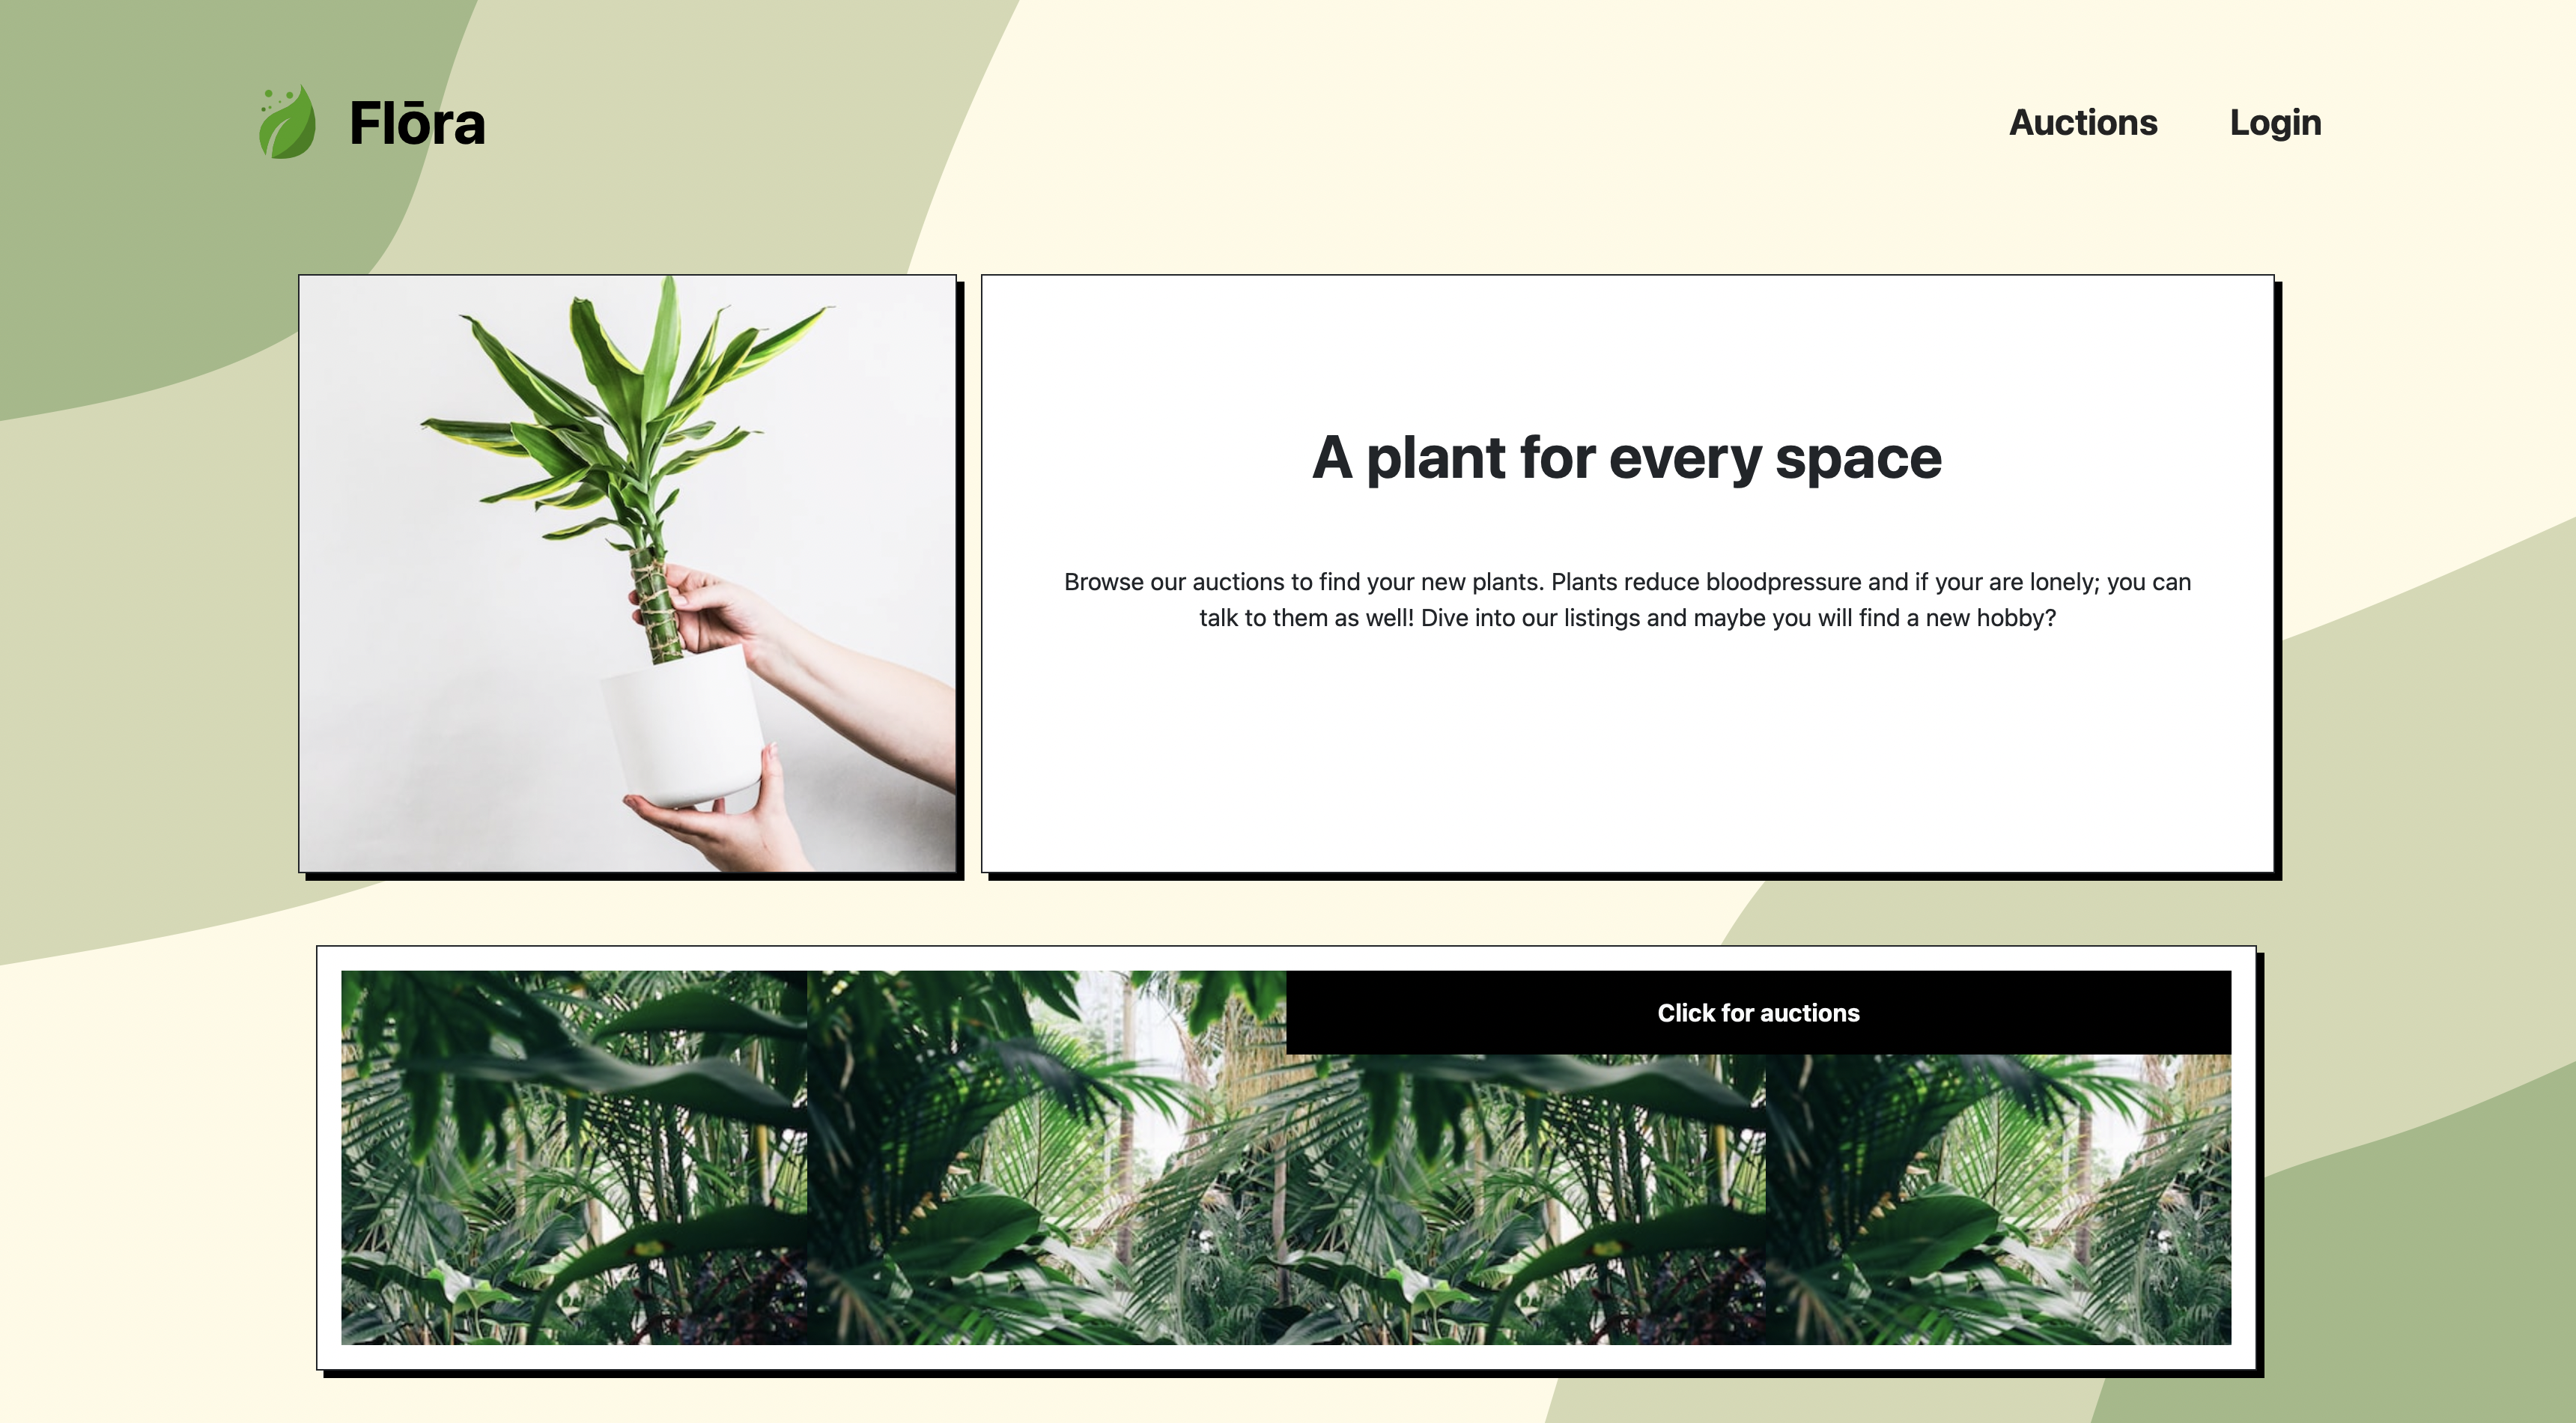 Flōra
Auctions
Login
A plant for every space
Browse our auctions to find your new plants. Plants reduce bloodpressure and if your are lonely; you can
talk to them as well! Dive into our listings and maybe you will find a new hobby?
Click for auctions